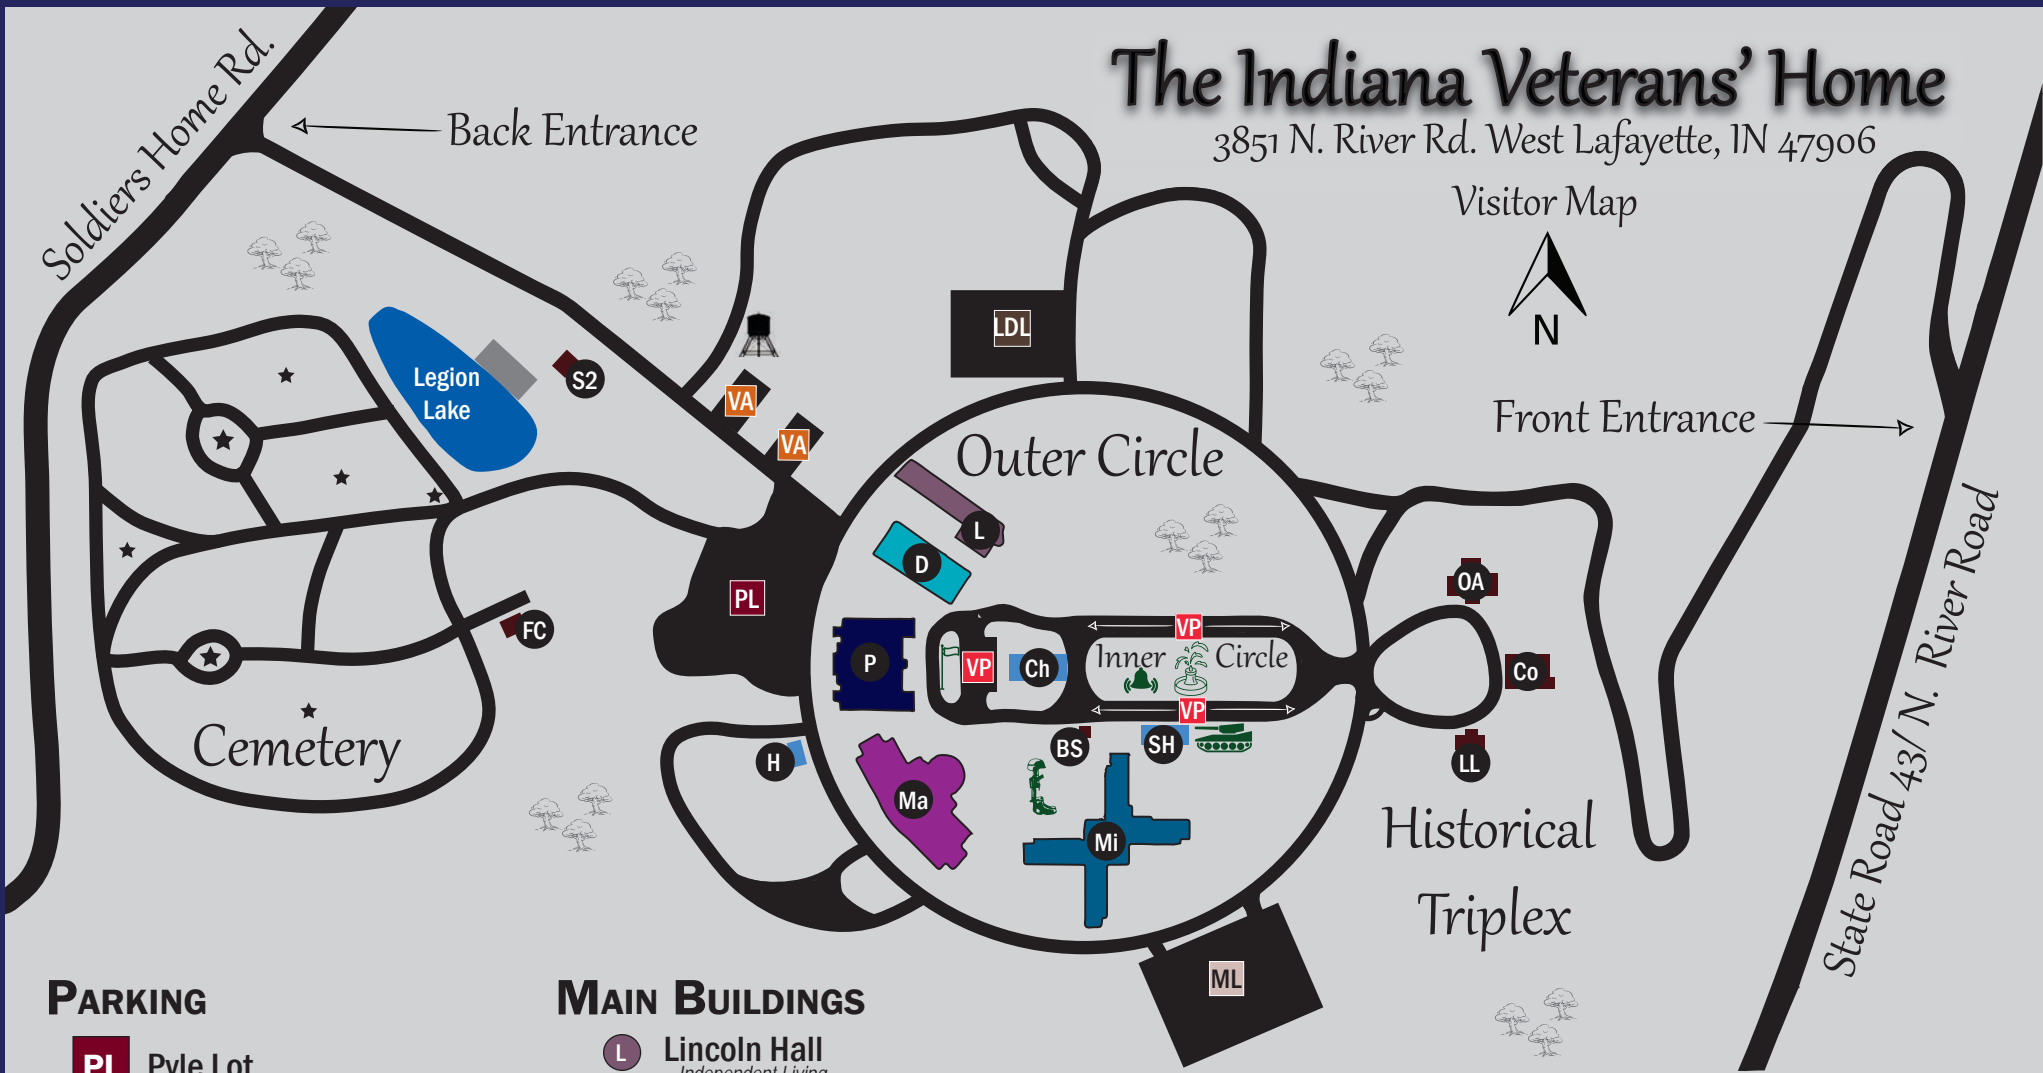 The Indiana Veterans' Home
3851 N. River Rd. West Lafayette, IN 47906
Visitor Map
N
Soldiers Home Rd.
Back Entrance
Front Entrance
State Road 43/ N. River Road
Legion
Lake
S2
VA
VA
LDL
Outer Circle
L
D
PL
P
VP
Ch
VP
Inner Circle
VP
FC
OA
Co
LL
Cemetery
H
Ma
BS
SH
Mi
Historical
Triplex
ML
PARKING
PL Pyle Lot
MAIN BUILDINGS
L Lincoln Hall
Independent Living